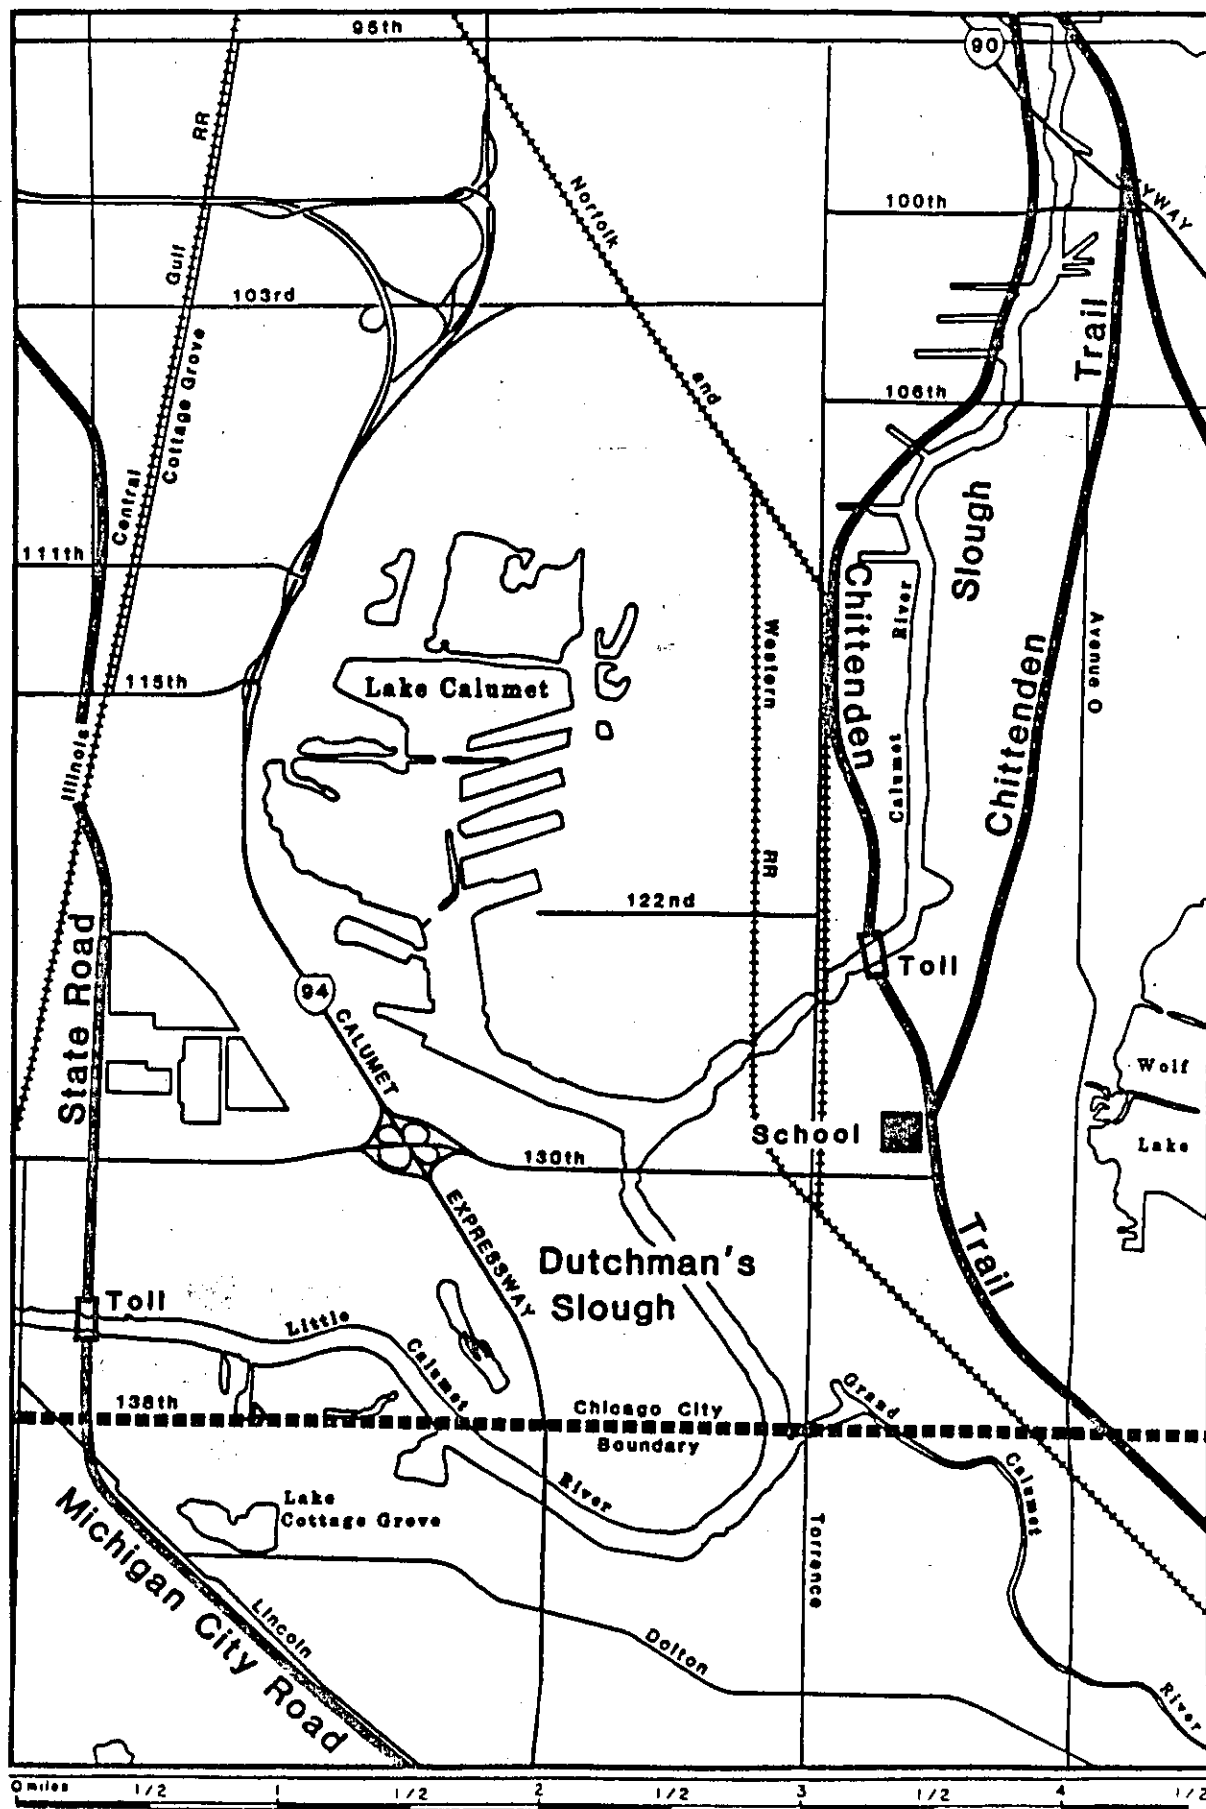 95th
90
RR
Norfolk
100th
YWAY
Gulf
103rd
Trail
Cottage Grove
and
106th
Central
Slough
111th
Chittenden
River
Western
Avenue O
115th
Lake Calumet
Chittenden
Illinois
Calumet
RR
122nd
State Road
Toll
94
CALUMET
Wolf
School
Lake
130th
EXPRESSWAY
Trail
Dutchman's
Slough
Toll
Little
Calumet
Grand
138th
Chicago City
Boundary
Calumet
River
Lake
Cottage Grove
Michigan City Road
Torrence
Lincoln
Dolton
River
0 miles 1/2 1 1/2 2 1/2 3 1/2 4 1/2